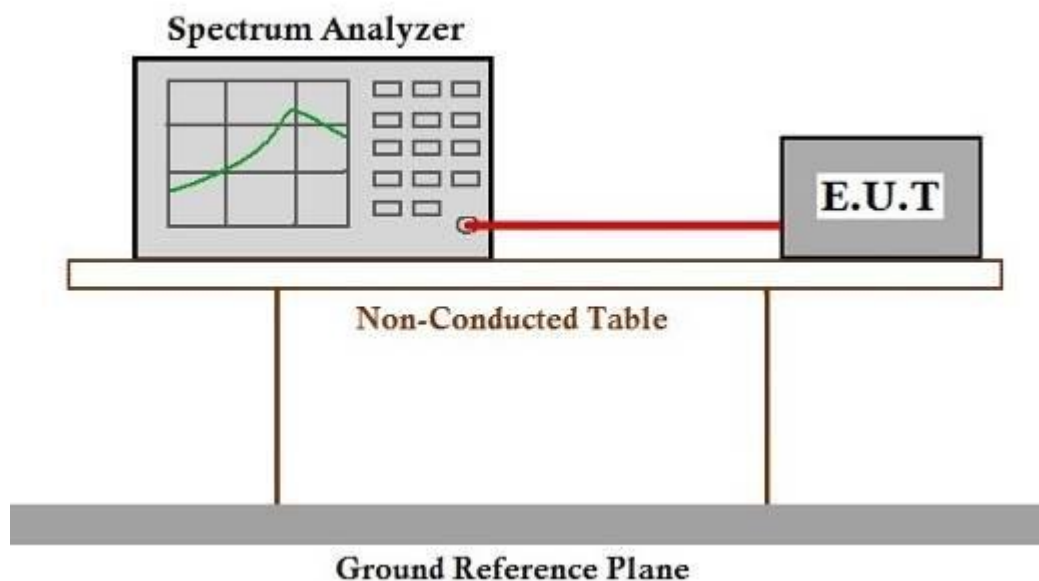 Spectrum Analyzer
E.U.T
Non-Conducted Table
Ground Reference Plane